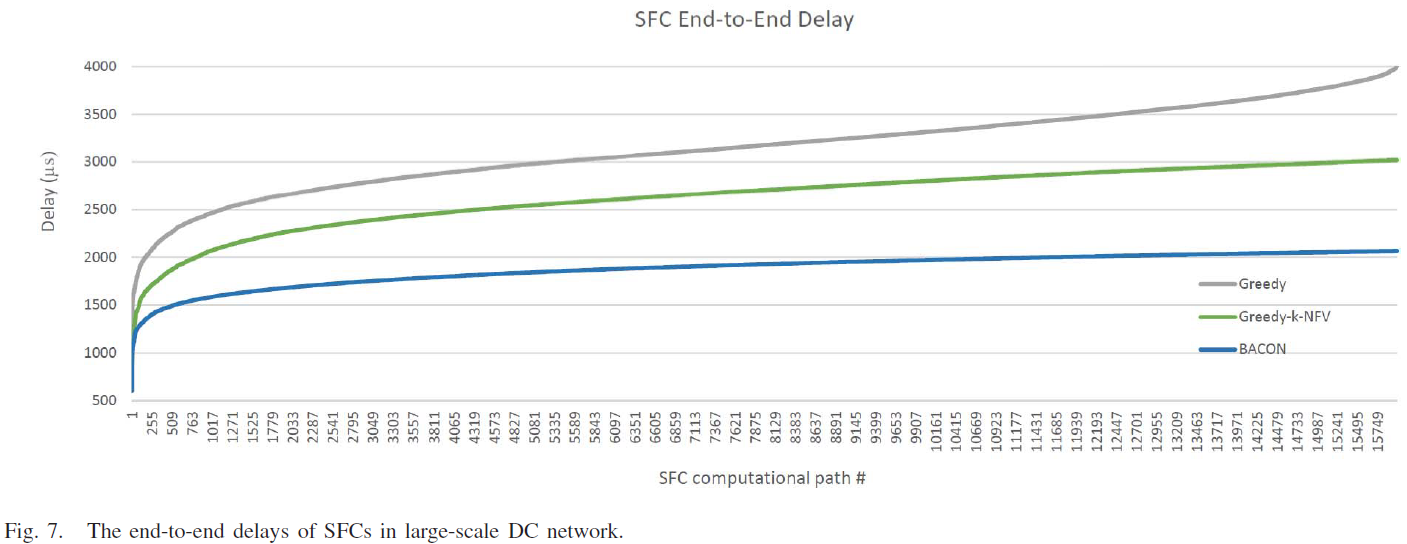 SFC End-to-End Delay
4000
3500
3000
2500
2000
1500
1000
500
Delay (μs)
Greedy
Greedy-k-NFV
BACON
1 255 509 763 1017 1271 1525 1779 2033 2287 2541 2795 3049 3303 3557 3811 4065 4319 4573 4827 5081 5335 5589 5843 6097 6351 6605 6859 7113 7367 7621 7875 8129 8383 8637 8891 9145 9399 9653 9907 10161 10415 10669 10923 11177 11431 11685 11939 12193 12447 12701 12955 13209 13463 13717 13971 14225 14479 14733 14987 15241 15495 15749
SFC computational path #
Fig. 7. The end-to-end delays of SFCs in large-scale DC network.